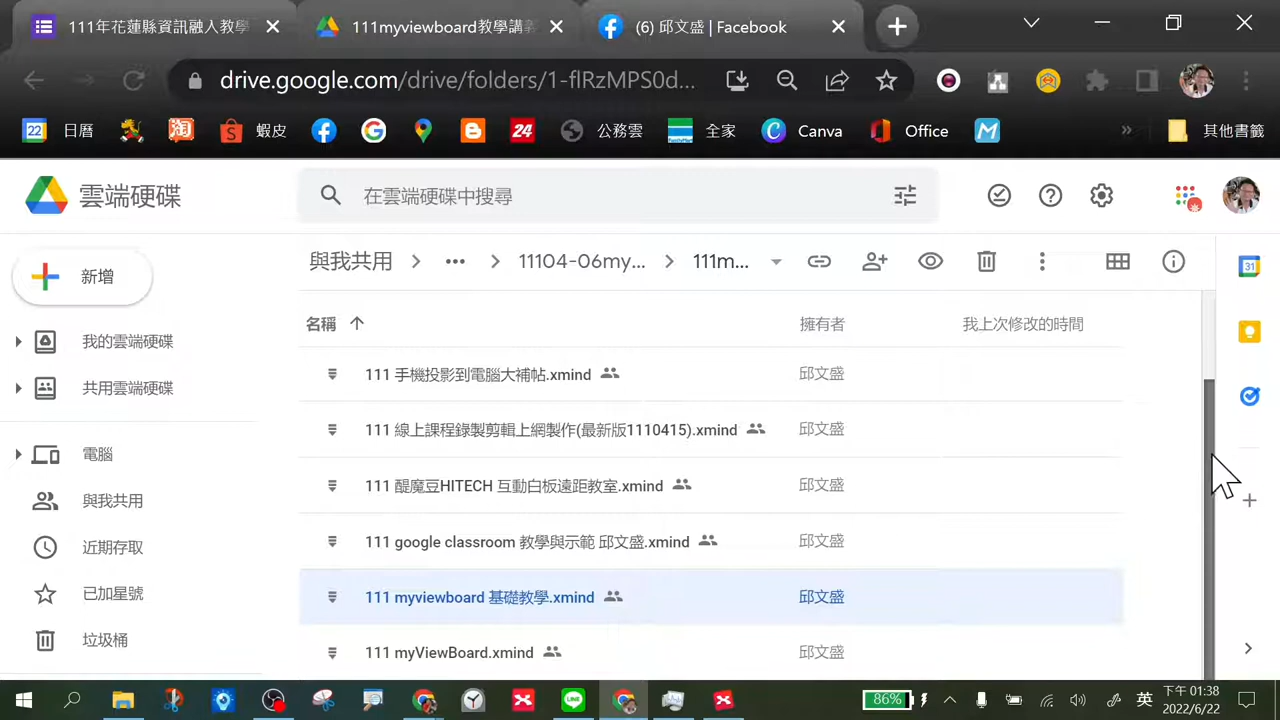 111年花蓮縣資訊融入教學
111myviewboard教學講
(6) 邱文盛 | Facebook
drive.google.com/drive/folders/1-flRzMPS0d...
22
日曆
淘
蝦皮
24
公務雲
全家
Canva
Office
其他書籤
雲端硬碟
在雲端硬碟中搜尋
新增
與我共用
11104-06my...
111m...
31
名稱
擁有者
我上次修改的時間
我的雲端硬碟
共用雲端硬碟
電腦
與我共用
近期存取
已加星號
垃圾桶
111 手機投影到電腦大補帖.xmind
邱文盛
111 線上課程錄製剪輯上網製作(最新版1110415).xmind
邱文盛
111 醍魔豆HITECH 互動白板遠距教室.xmind
邱文盛
111 google classroom 教學與示範 邱文盛.xmind
邱文盛
111 myviewboard 基礎教學.xmind
邱文盛
111 myViewBoard.xmind
邱文盛
86%
英
下午 01:38
2022/6/22